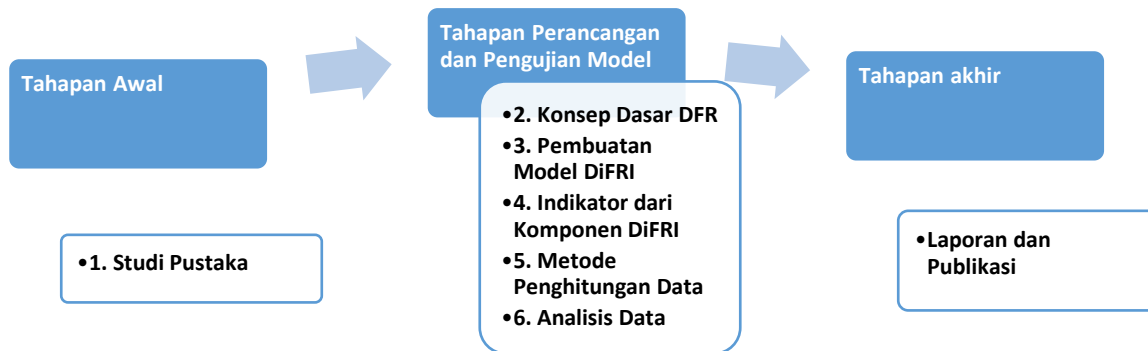 Tahapan Awal
•1. Studi Pustaka
Tahapan Perancangan
dan Pengujian Model
•2. Konsep Dasar DFR
•3. Pembuatan
Model DiFRI
•4. Indikator dari
Komponen DiFRI
•5. Metode
Penghitungan Data
•6. Analisis Data
Tahapan akhir
•Laporan dan
Publikasi